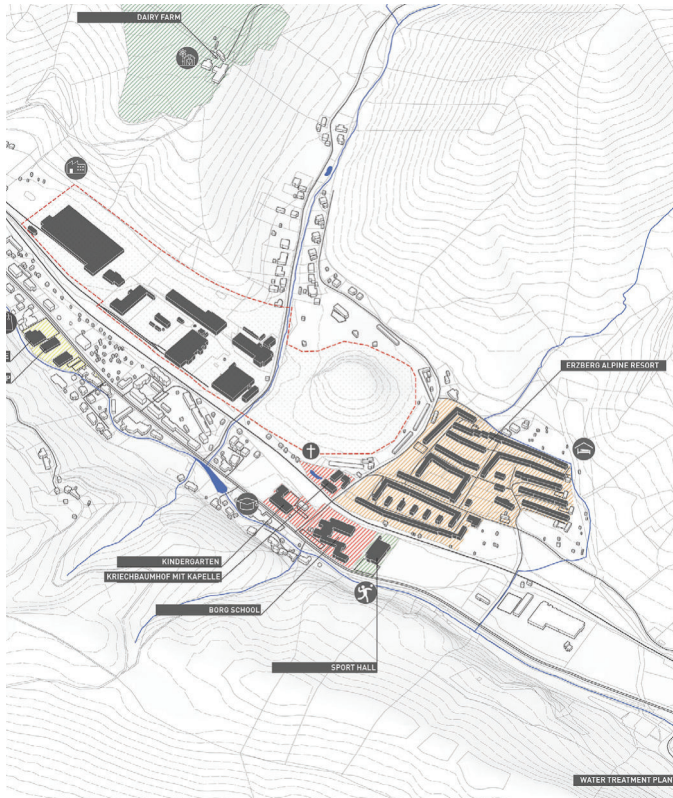 DAIRY FARM
ERZBERG ALPINE RESORT
KINDERGARTEN
KRIECHBAUMHOF MIT KAPELLE
BORG SCHOOL
SPORT HALL
WATER TREATMENT PLAN